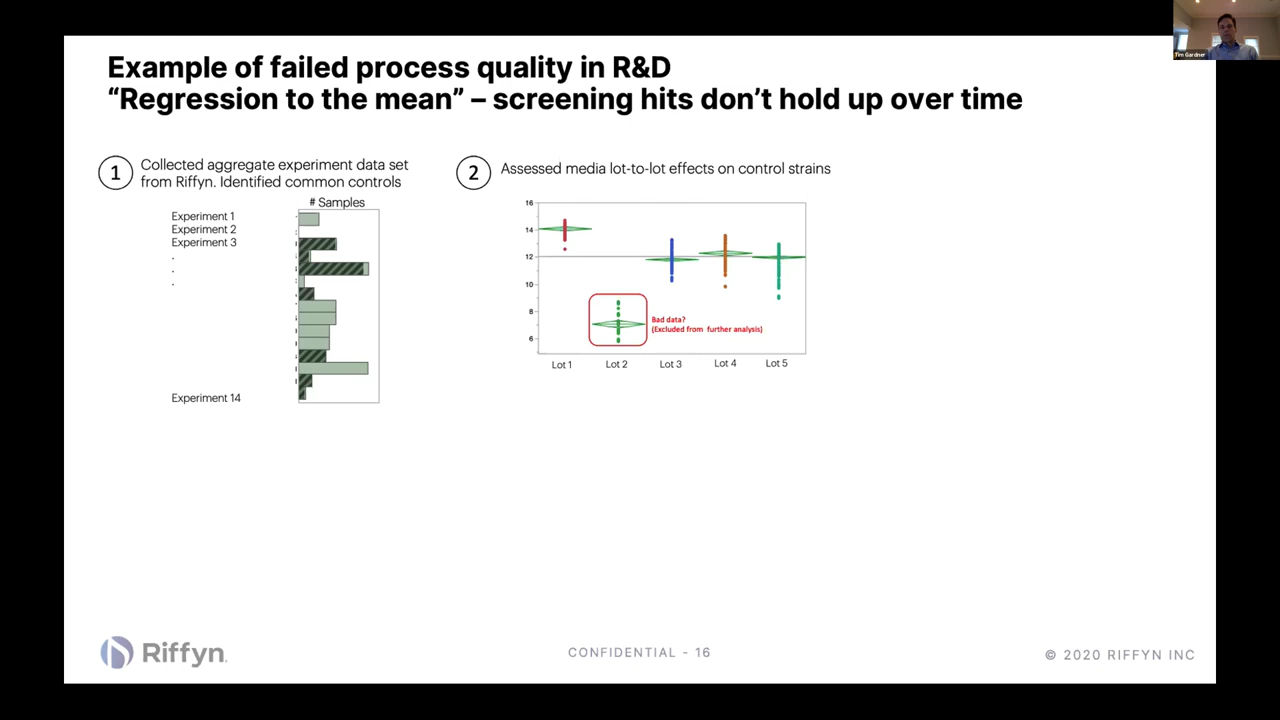 Tim Gardner
Example of failed process quality in R&D
“Regression to the mean” – screening hits don’t hold up over time
1
Collected aggregate experiment data set
from Riffyn. Identified common controls
# Samples
Experiment 1
Experiment 2
Experiment 3
.
.
.
Experiment 14
2
Assessed media lot-to-lot effects on control strains
16
14
12
10
8
6
Bad data?
(Excluded from further analysis)
Lot 1
Lot 2
Lot 3
Lot 4
Lot 5
Riffyn.
CONFIDENTIAL - 16
© 2020 RIFFYN INC